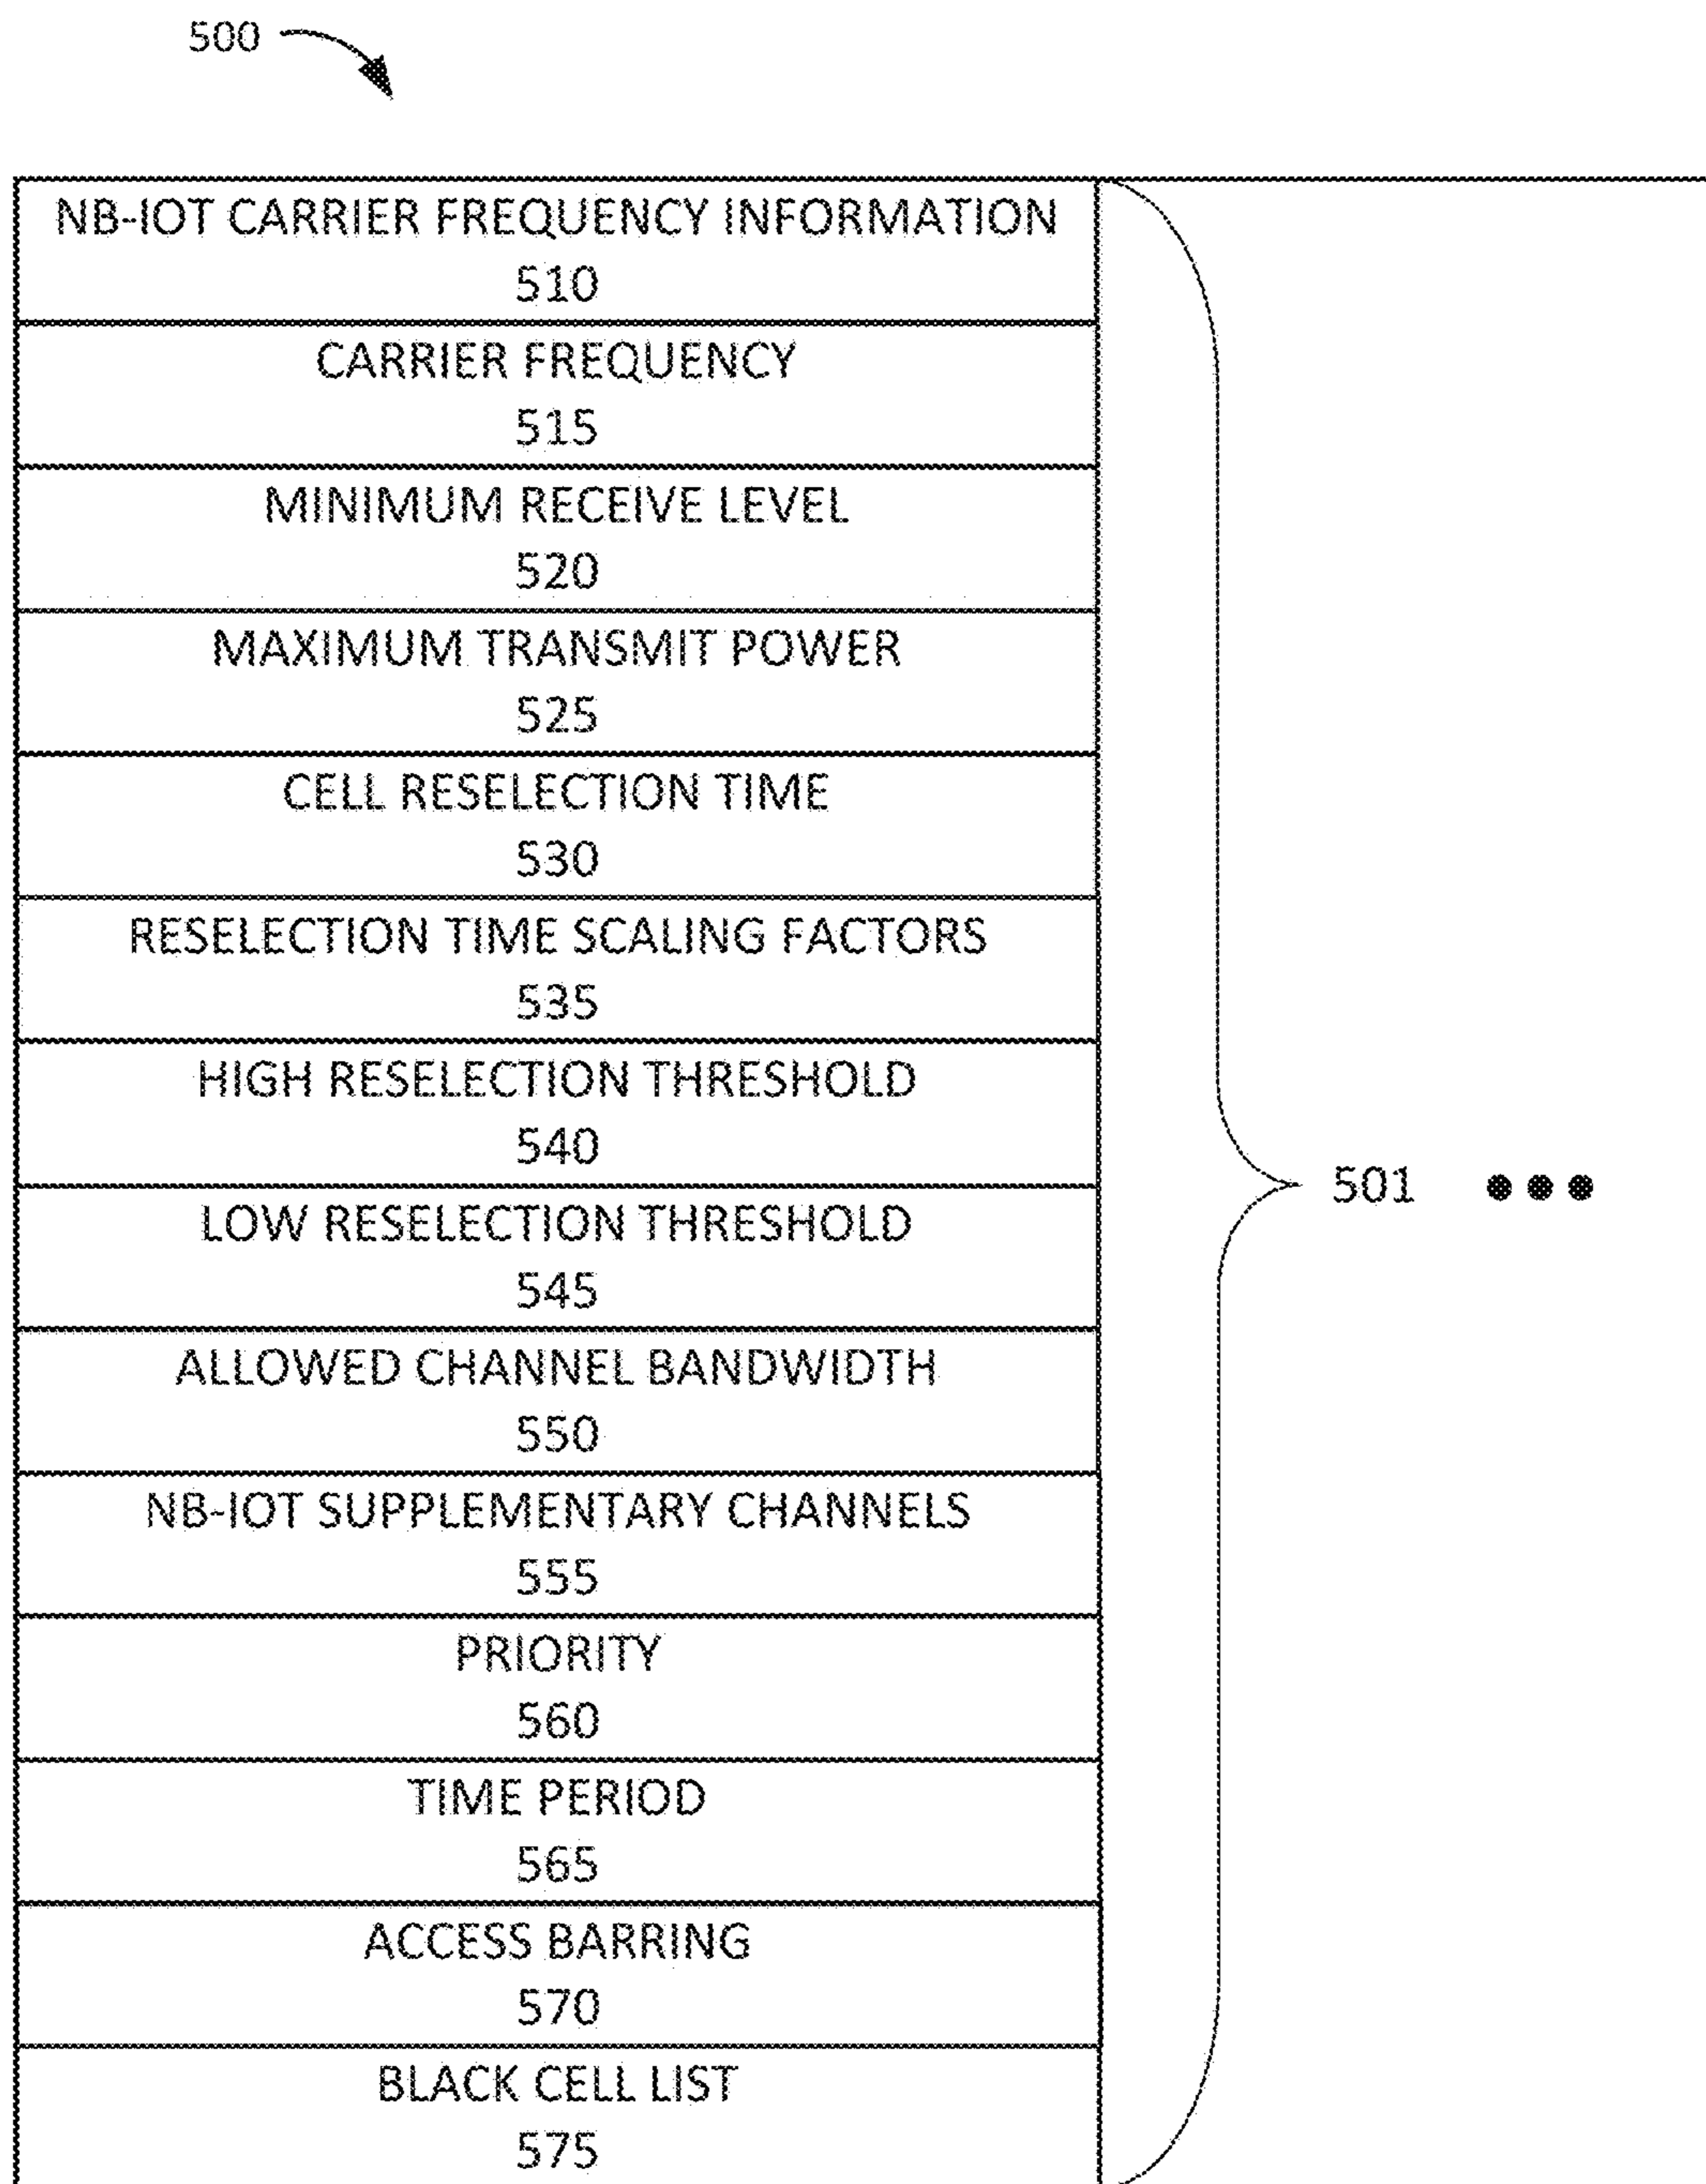 500
NB-IOT CARRIER FREQUENCY INFORMATION
510
CARRIER FREQUENCY
515
MINIMUM RECEIVE LEVEL
520
MAXIMUM TRANSMIT POWER
525
CELL RESELECTION TIME
530
RESELECTION TIME SCALING FACTORS
535
HIGH RESELECTION THRESHOLD
540
501
LOW RESELECTION THRESHOLD
545
ALLOWED CHANNEL BANDWIDTH
550
NB-IOT SUPPLEMENTARY CHANNELS
555
PRIORITY
560
TIME PERIOD
565
ACCESS BARRING
570
BLACK CELL LIST
575